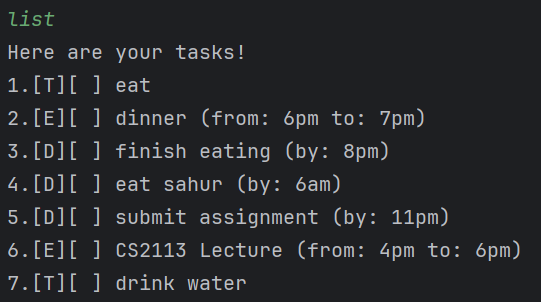 list
Here are your tasks!
1.[T][ ] eat
2.[E][ ] dinner (from: 6pm to: 7pm)
3.[D][ ] finish eating (by: 8pm)
4.[D][ ] eat sahur (by: 6am)
5.[D][ ] submit assignment (by: 11pm)
6.[E][ ] CS2113 Lecture (from: 4pm to: 6pm)
7.[T][ ] drink water